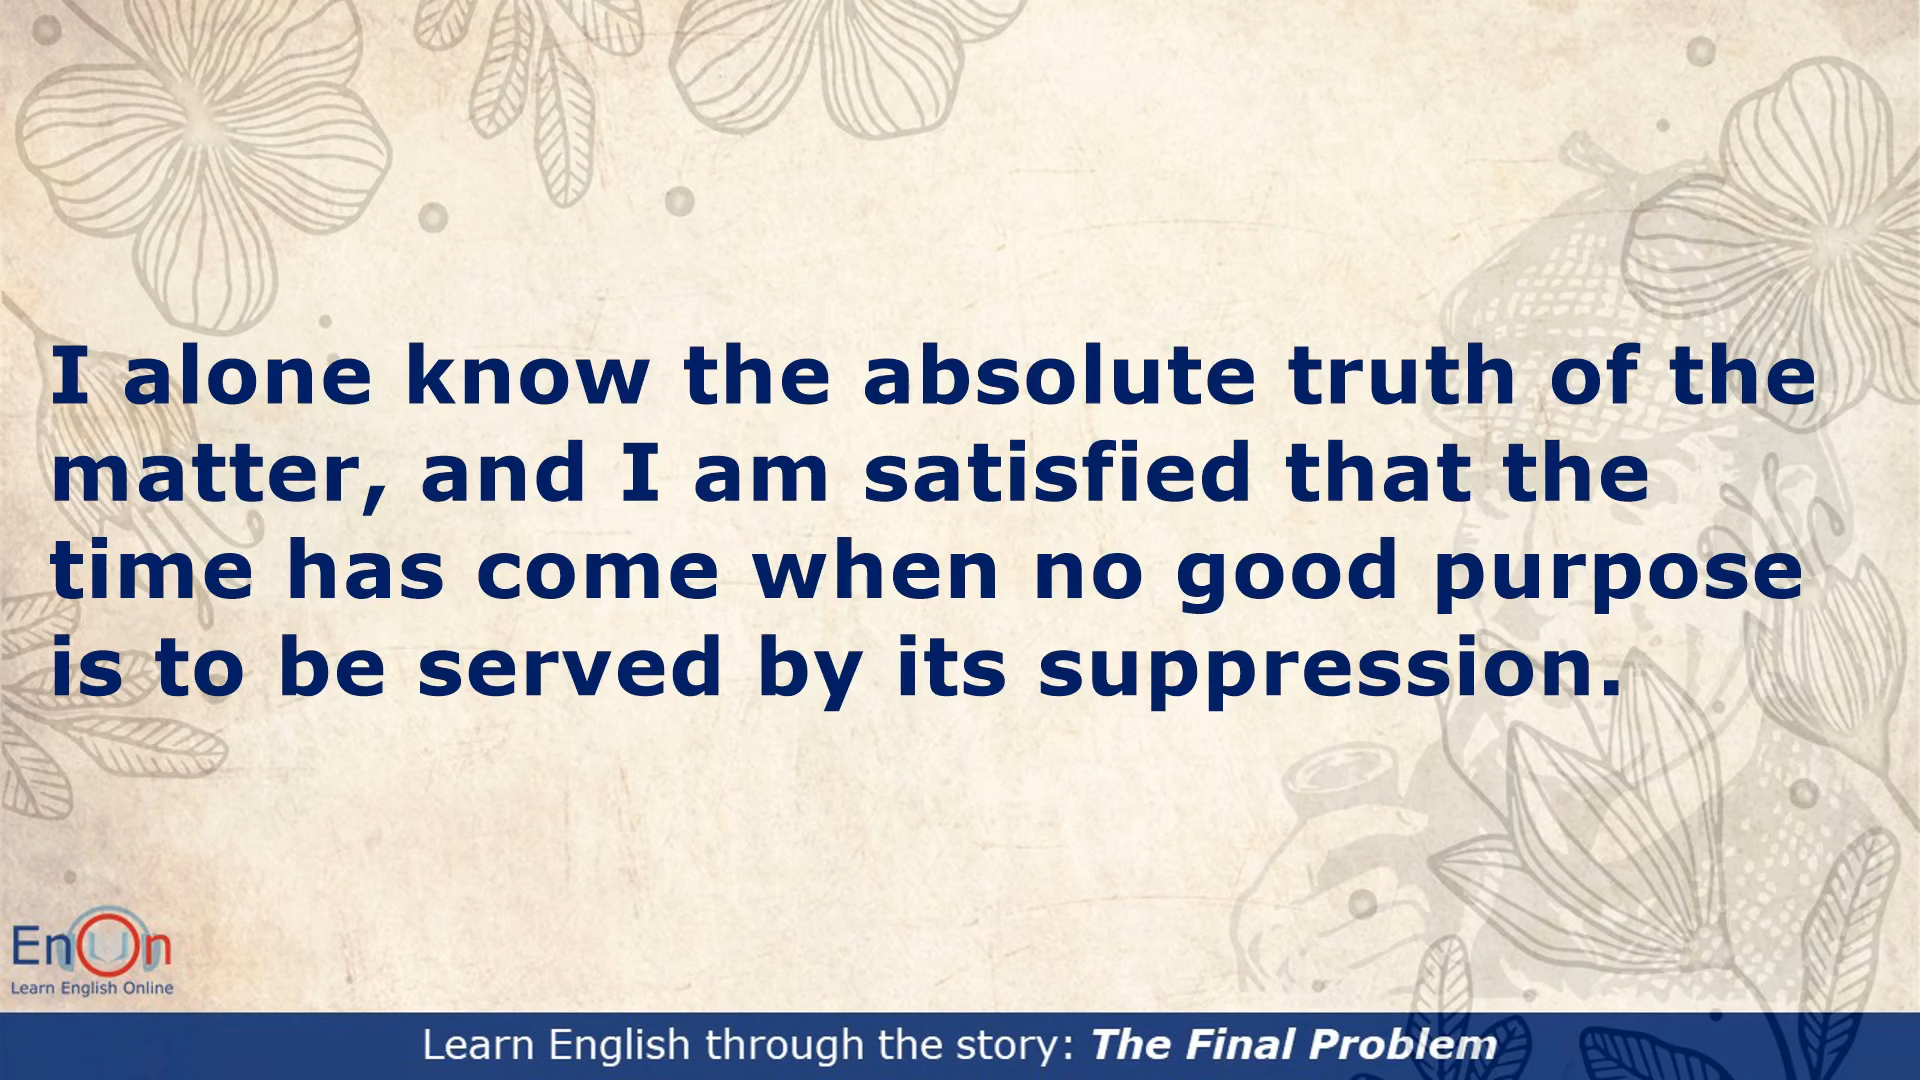 I alone know the absolute truth of the
matter, and I am satisfied that the
time has come when no good purpose
is to be served by its suppression.
EnOn
Learn English Online
Learn English through the story: The Final Problem